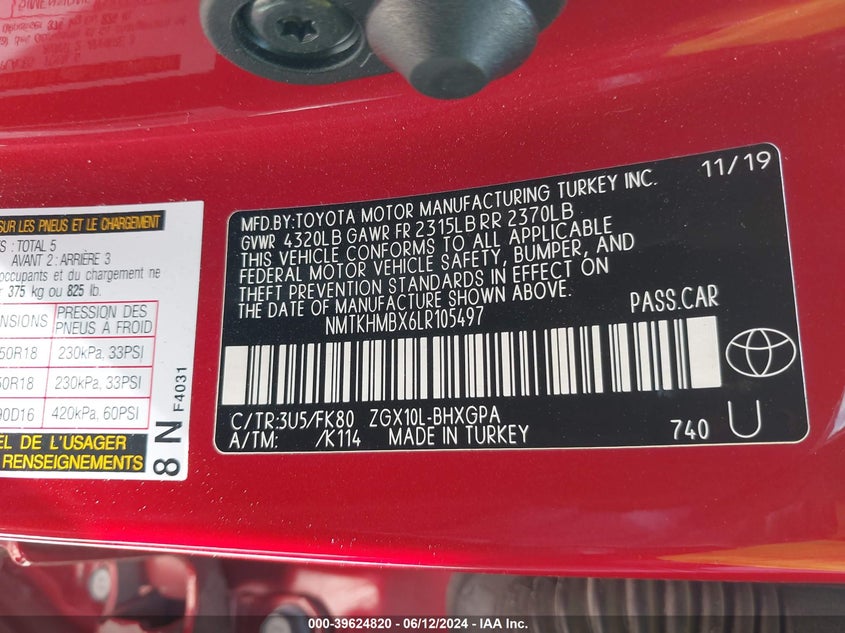 11/19
MFD.BY:TOYOTA MOTOR MANUFACTURING TURKEY INC.
GVWR 4320LB GAWR FR 2315LB RR 2370LB
THIS VEHICLE CONFORMS TO ALL APPLICABLE
FEDERAL MOTOR VEHICLE SAFETY, BUMPER, AND
THEFT PREVENTION STANDARDS IN EFFECT ON
THE DATE OF MANUFACTURE SHOWN ABOVE.
NMTKHMBX6LR105497
PASS.CAR
C/TR:3U5/FK80 ZGX10L-BHXGPA
A/TM: /K114 MADE IN TURKEY
740 U
SUR LES PNEUS ET LE CHARGEMENT
: TOTAL 5
AVANT 2 : ARRIÈRE 3
occupants et du chargement ne
375 kg ou 825 lb.
PRESSION DES
PNEUS À FROID
50R18 230kPa, 33PSI
50R18 230kPa, 33PSI
90D16 420kPa, 60PSI
EL DE L'USAGER
RENSEIGNEMENTS
8 N F4031
000-39624820 - 06/12/2024 - IAA Inc.